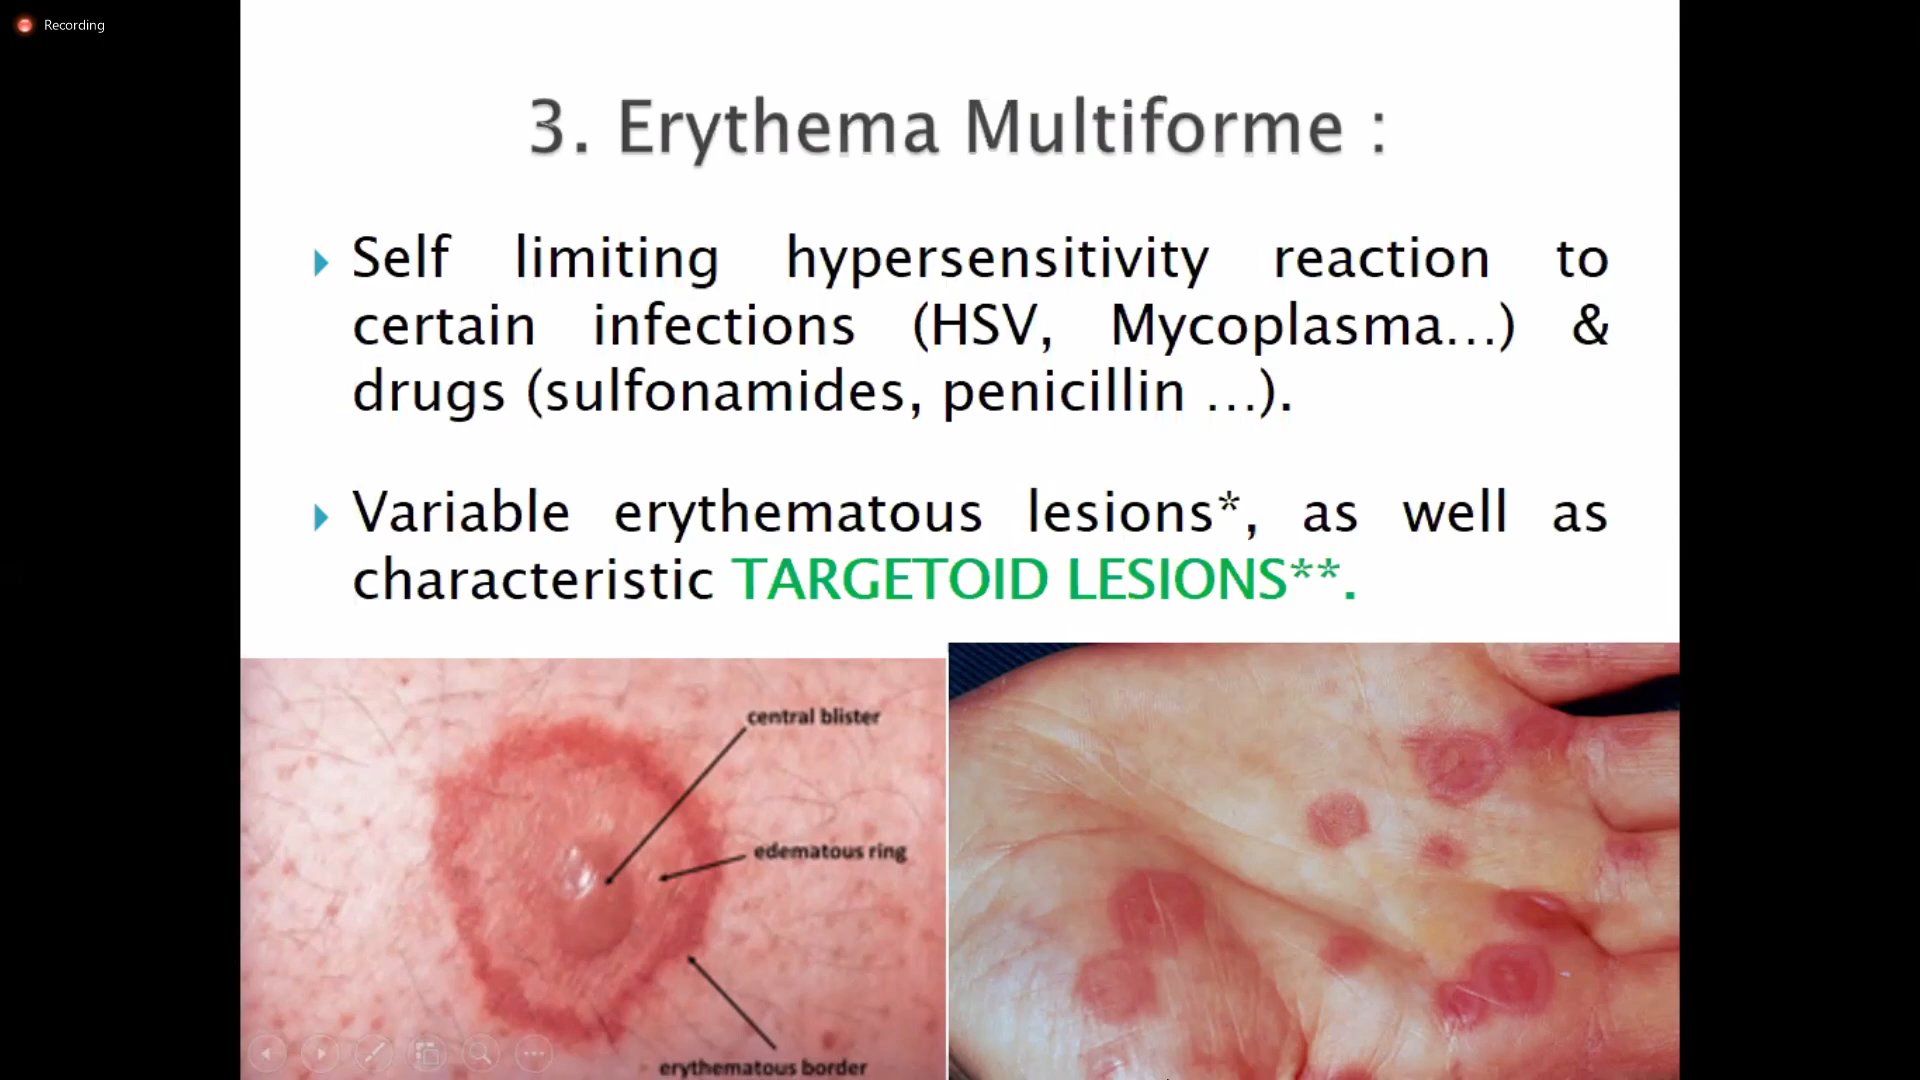 Recording
3. Erythema Multiforme :
Self limiting hypersensitivity reaction to
certain infections (HSV, Mycoplasma...) &
drugs (sulfonamides, penicillin ...).
Variable erythematous lesions*, as well as
characteristic TARGETOID LESIONS**.
central blister
edematous ring
erythematous border